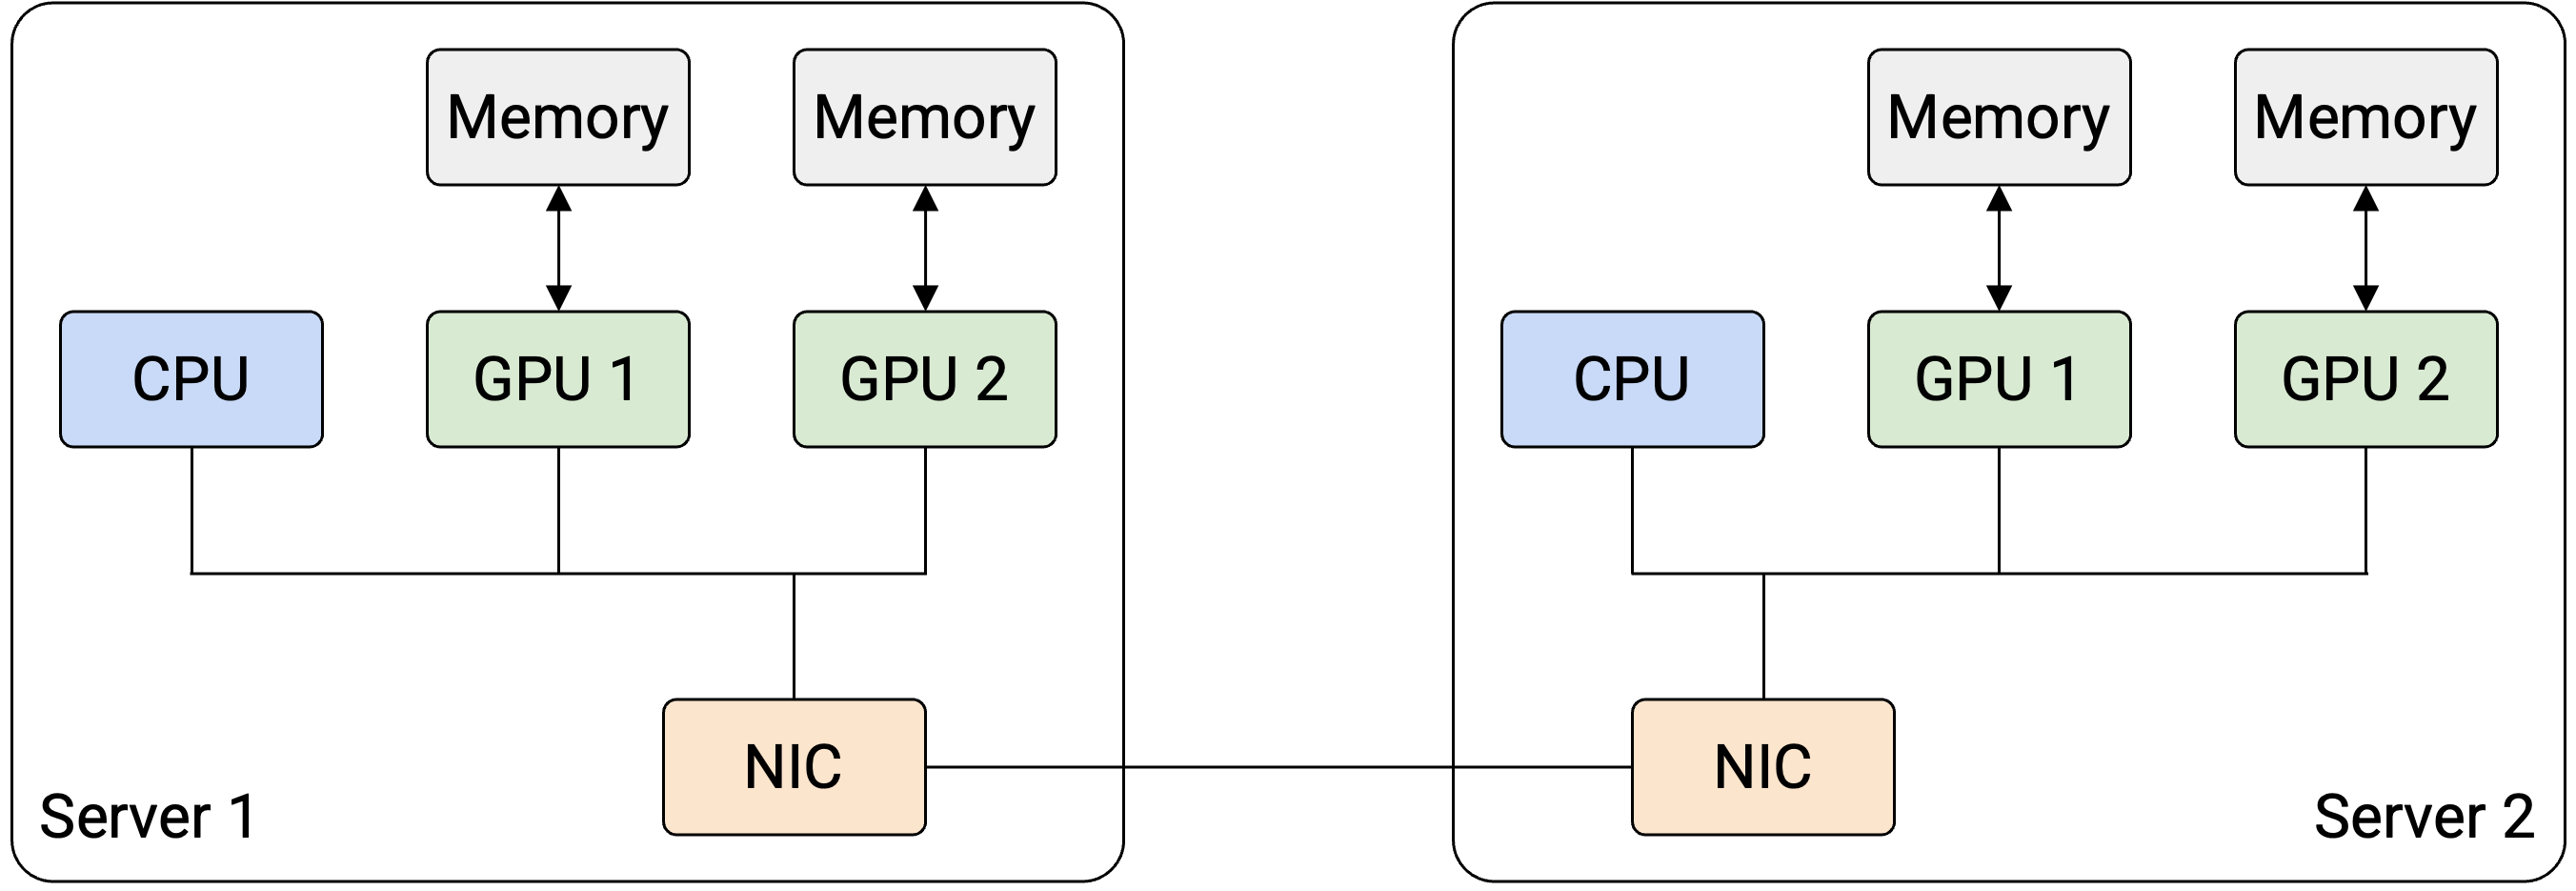 Memory
Memory
CPU
GPU 1
GPU 2
NIC
Server 1
Memory
Memory
CPU
GPU 1
GPU 2
NIC
Server 2